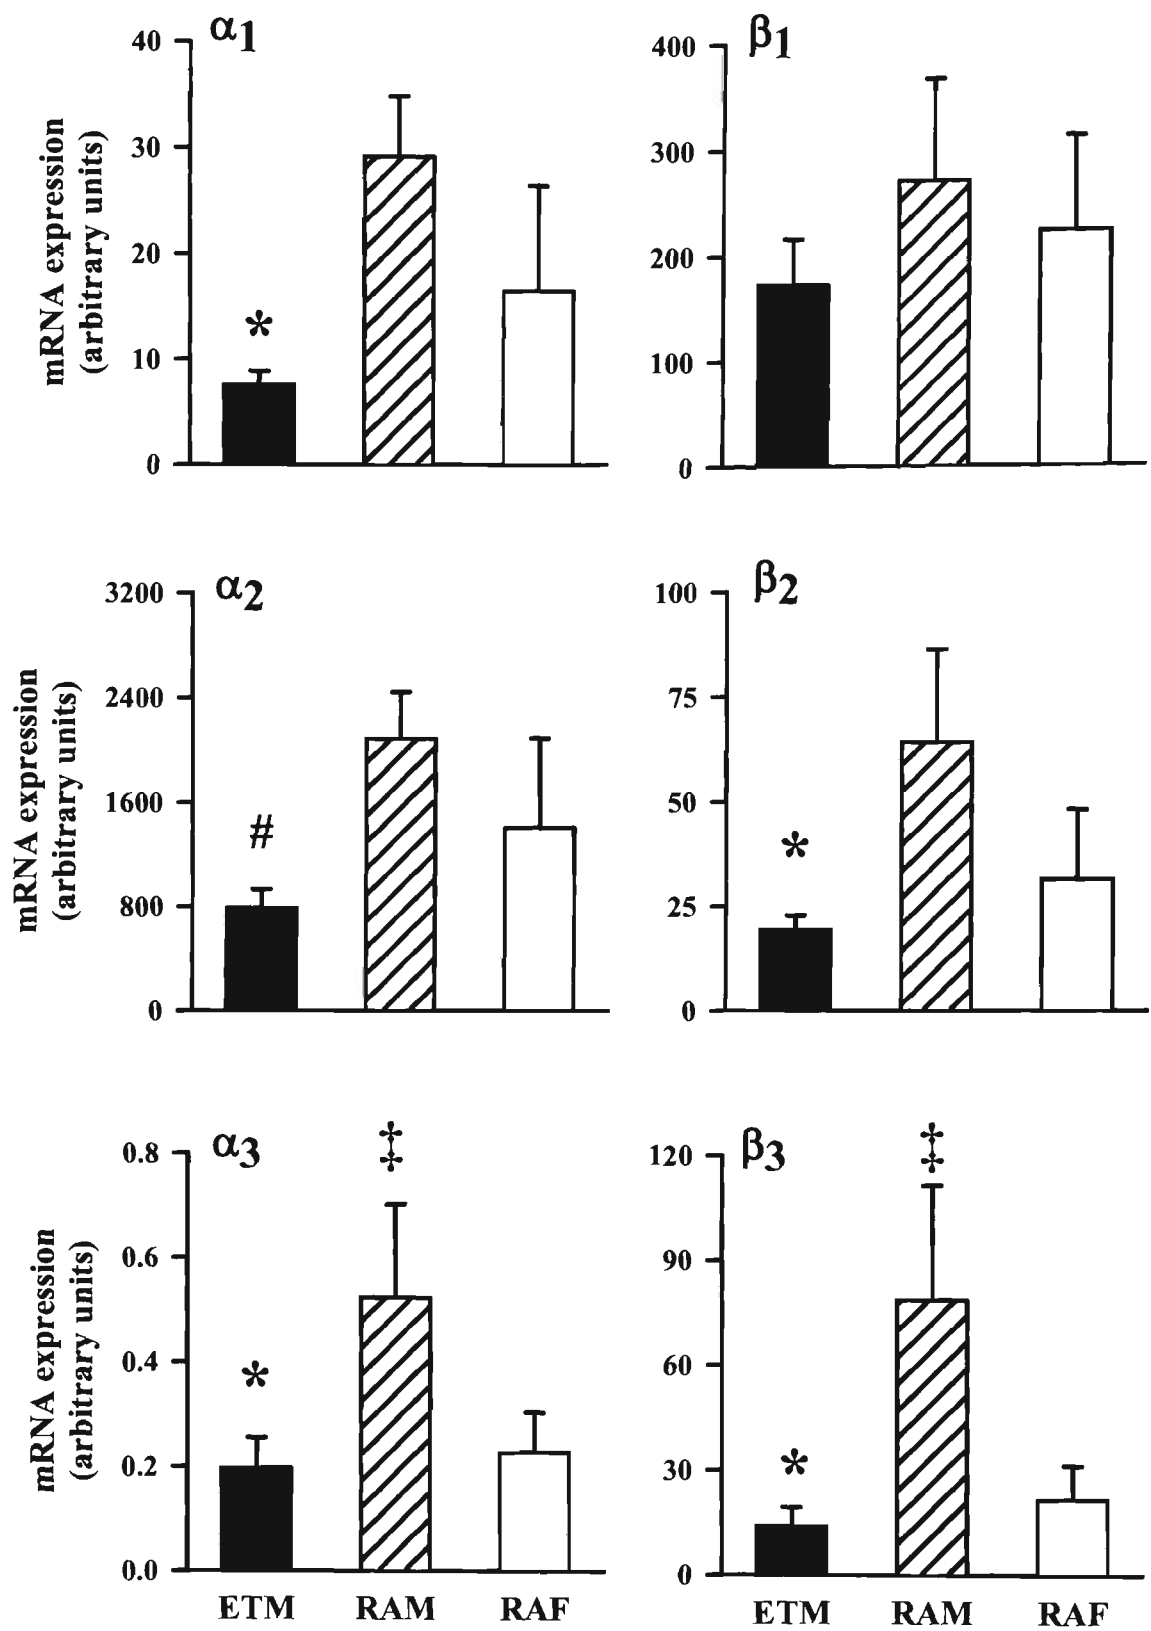 α1
40
30
20
10
0
mRNA expression
(arbitrary units)
*
β1
400
300
200
100
0
α2
3200
2400
1600
800
0
mRNA expression
(arbitrary units)
#
β2
100
75
50
25
0
*
α3
0.8
0.6
0.4
0.2
0.0
mRNA expression
(arbitrary units)
*
‡
ETM RAM RAF
β3
120
90
60
30
0
*
‡
ETM RAM RAF